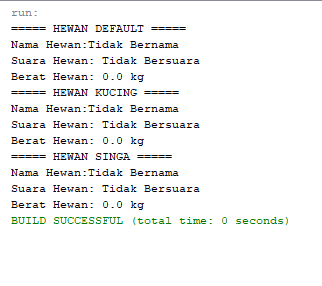 run:
===== HEWAN DEFAULT =====
Nama Hewan:Tidak Bernama
Suara Hewan: Tidak Bersuara
Berat Hewan: 0.0 kg
===== HEWAN KUCING =====
Nama Hewan:Tidak Bernama
Suara Hewan: Tidak Bersuara
Berat Hewan: 0.0 kg
===== HEWAN SINGA =====
Nama Hewan:Tidak Bernama
Suara Hewan: Tidak Bersuara
Berat Hewan: 0.0 kg
BUILD SUCCESSFUL (total time: 0 seconds)